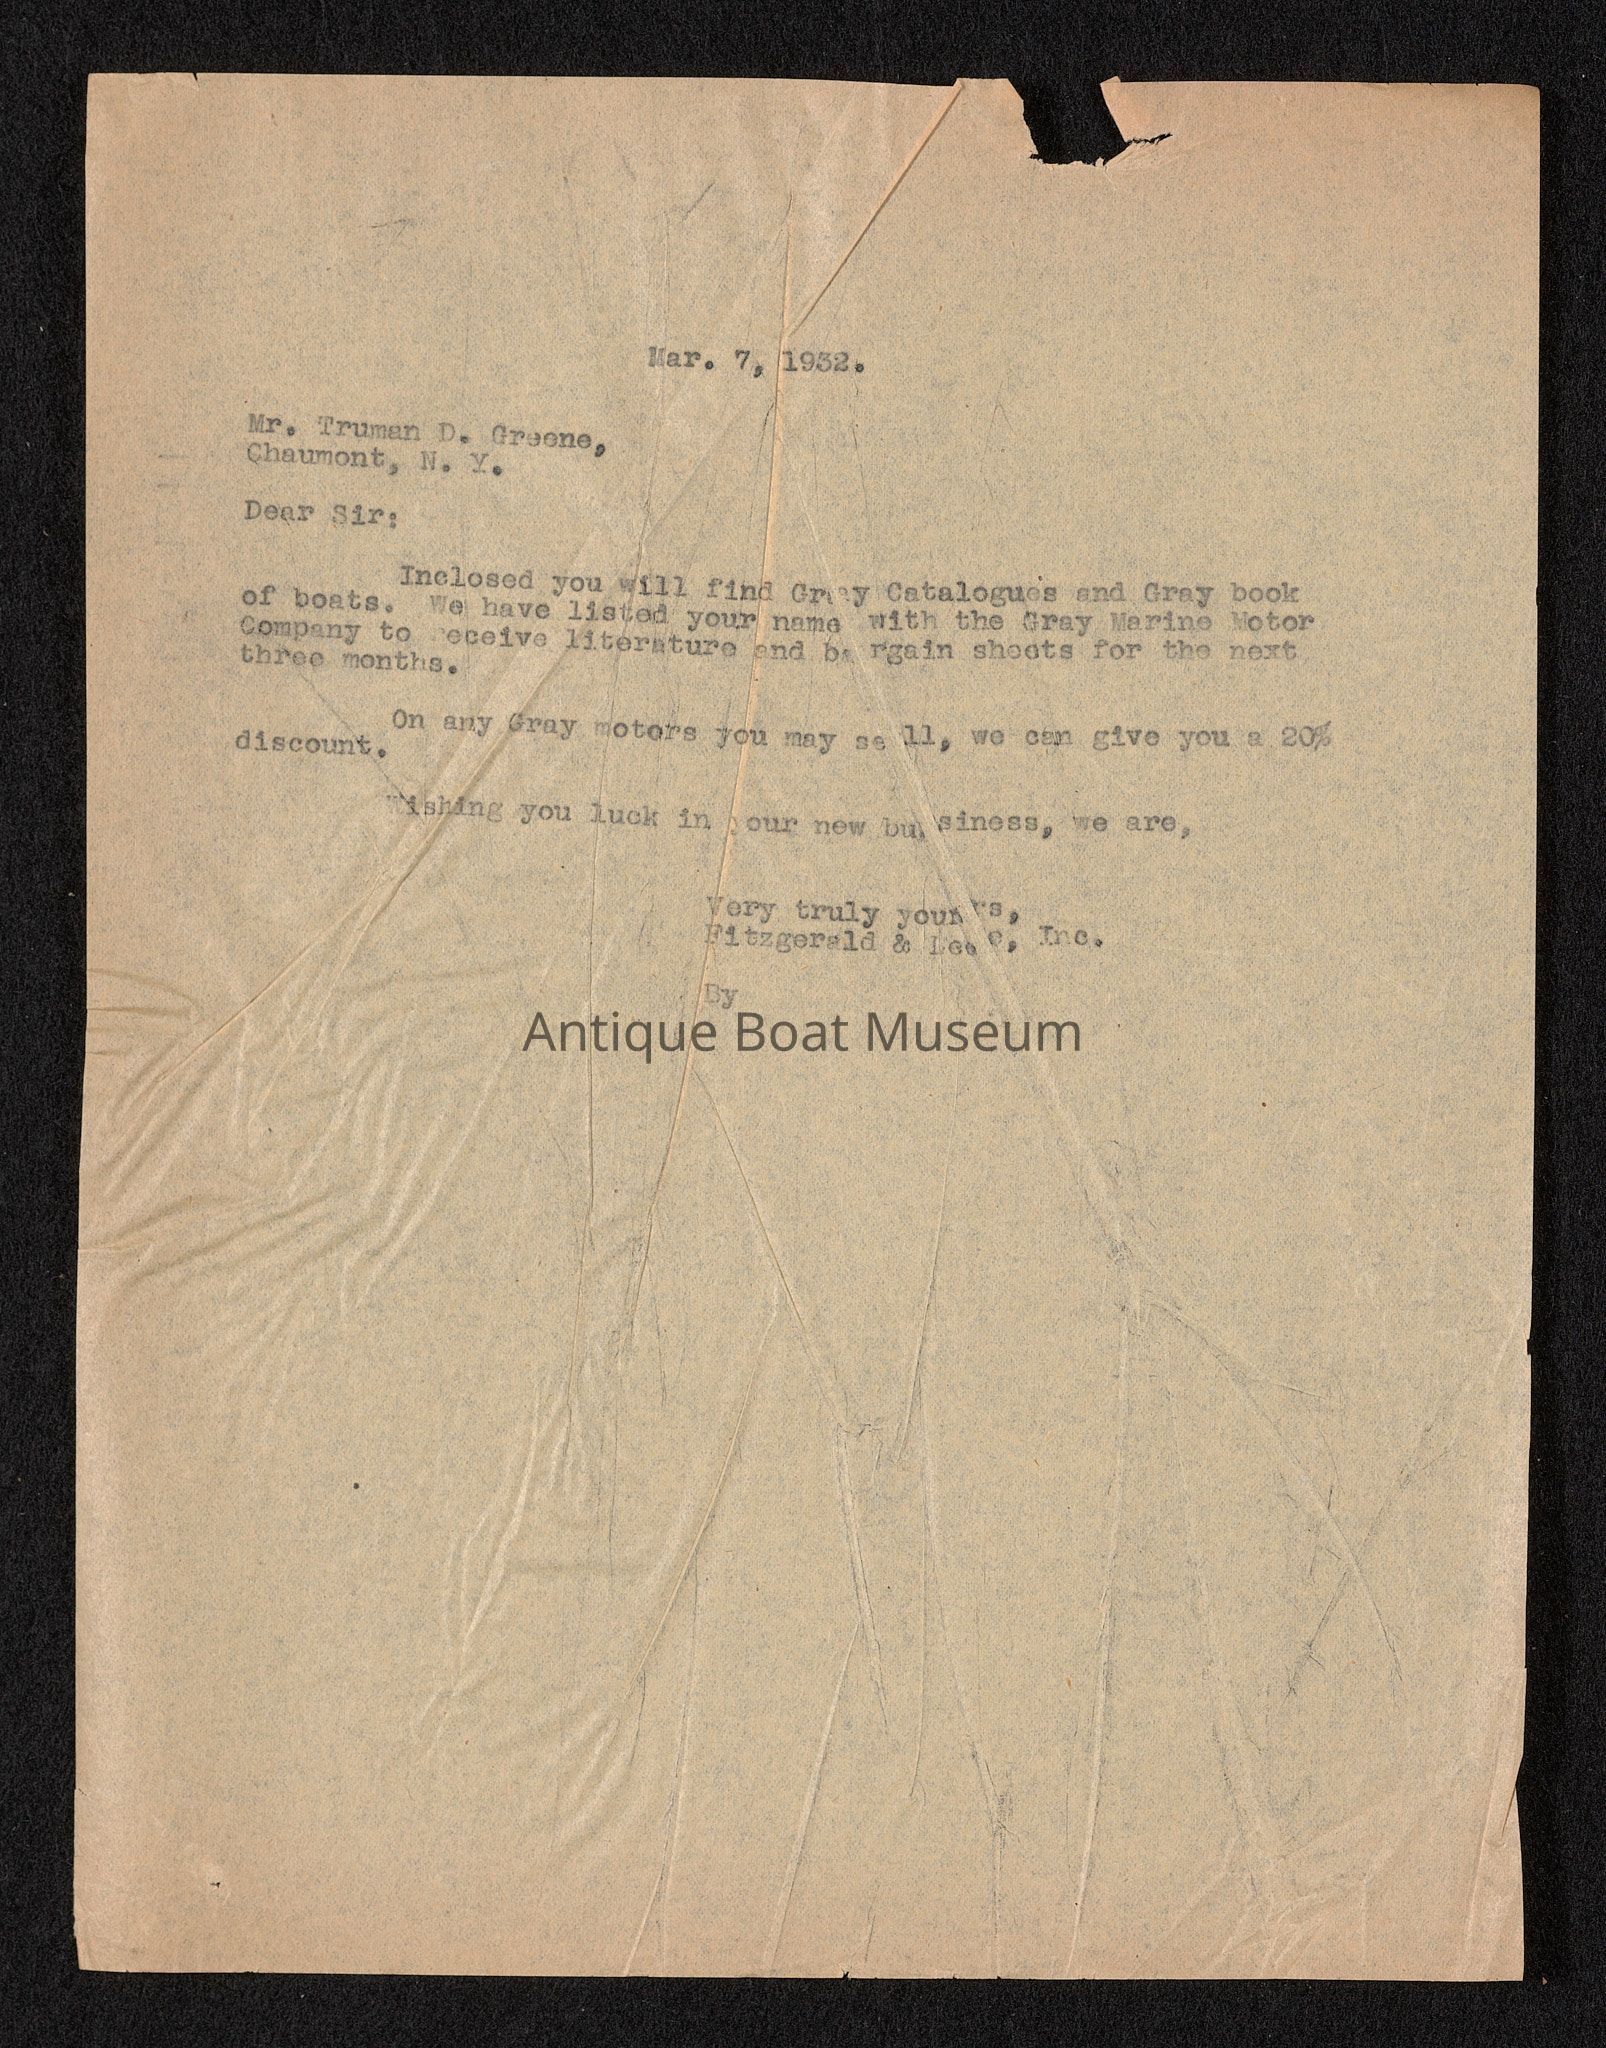 Mar. 7, 1932.
Mr. Truman D. Greene,
Chaumont, N. Y.
Dear Sir:
Inclosed you will find Gray Catalogues and Gray book
of boats. We have listed your name with the Gray Marine Motor
Company to receive literature and bargain sheets for the next
three months.
On any Gray motors you may sell, we can give you a 20%
discount.
Wishing you luck in your new business, we are,
Very truly yours,
Fitzgerald & Lee, Inc.
By
Antique Boat Museum